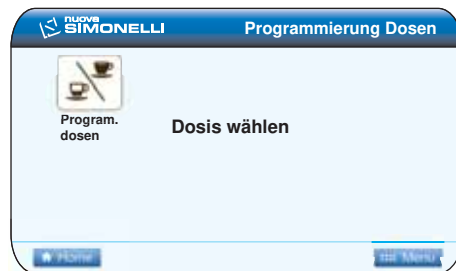 nuova
SIMONELLI
Programmierung Dosen
Program.
dosen
Dosis wählen
Home
Menu